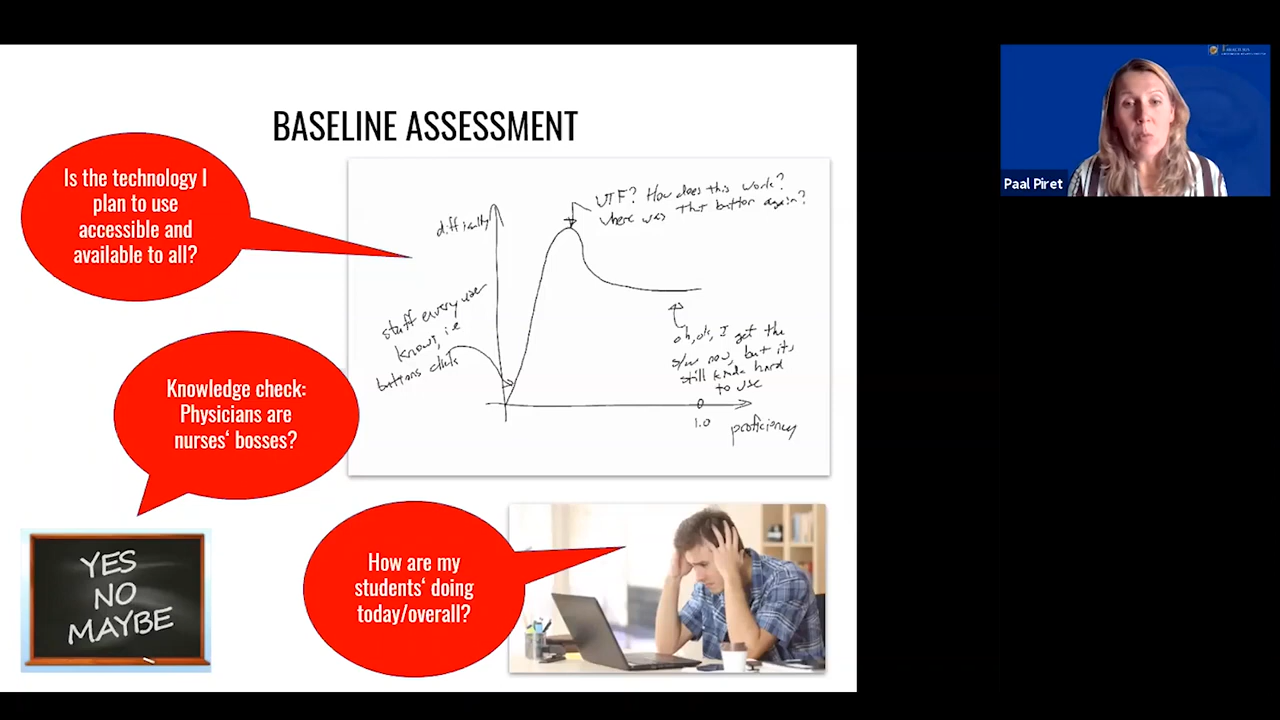 BASELINE ASSESSMENT
Is the technology I
plan to use
accessible and
available to all?
WTF? How does this work?
where was that button again?
difficulty
stuff every user
knows, i.e
buttons, clicks
oh, ok, I get the
s/w now, but its
still kinda hard
to use
1.0
proficiency
Knowledge check:
Physicians are
nurses‘ bosses?
YES
NO
MAYBE
How are my
students‘ doing
today/overall?
Paal Piret